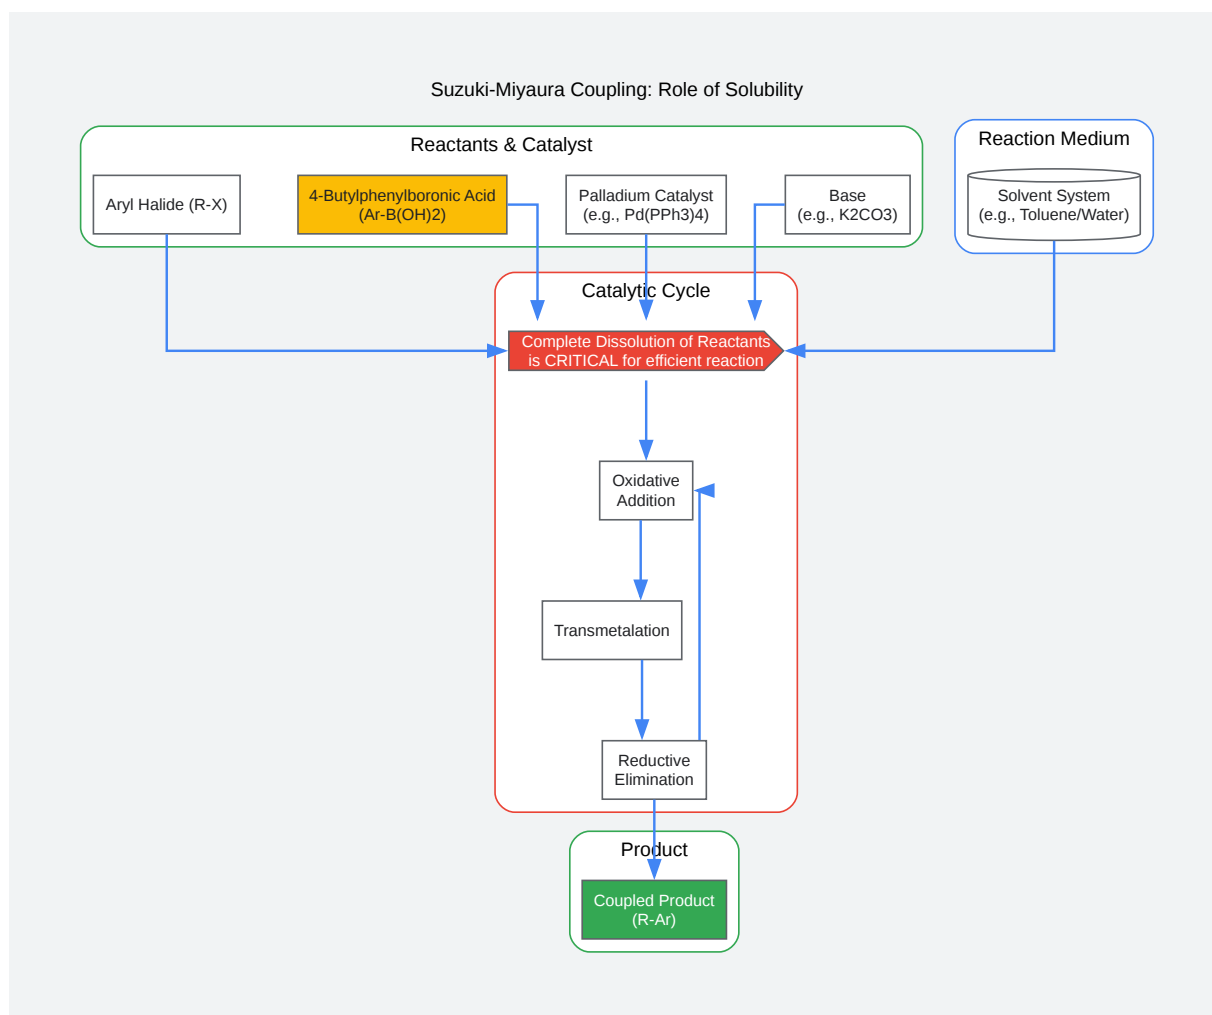 Suzuki-Miyaura Coupling: Role of Solubility
Reactants & Catalyst
Aryl Halide (R-X)
4-Butylphenylboronic Acid
(Ar-B(OH)2)
Palladium Catalyst
(e.g., Pd(PPh3)4)
Base
(e.g., K2CO3)
Reaction Medium
Solvent System
(e.g., Toluene/Water)
Catalytic Cycle
Complete Dissolution of Reactants
is CRITICAL for efficient reaction
Oxidative
Addition
Transmetalation
Reductive
Elimination
Product
Coupled Product
(R-Ar)